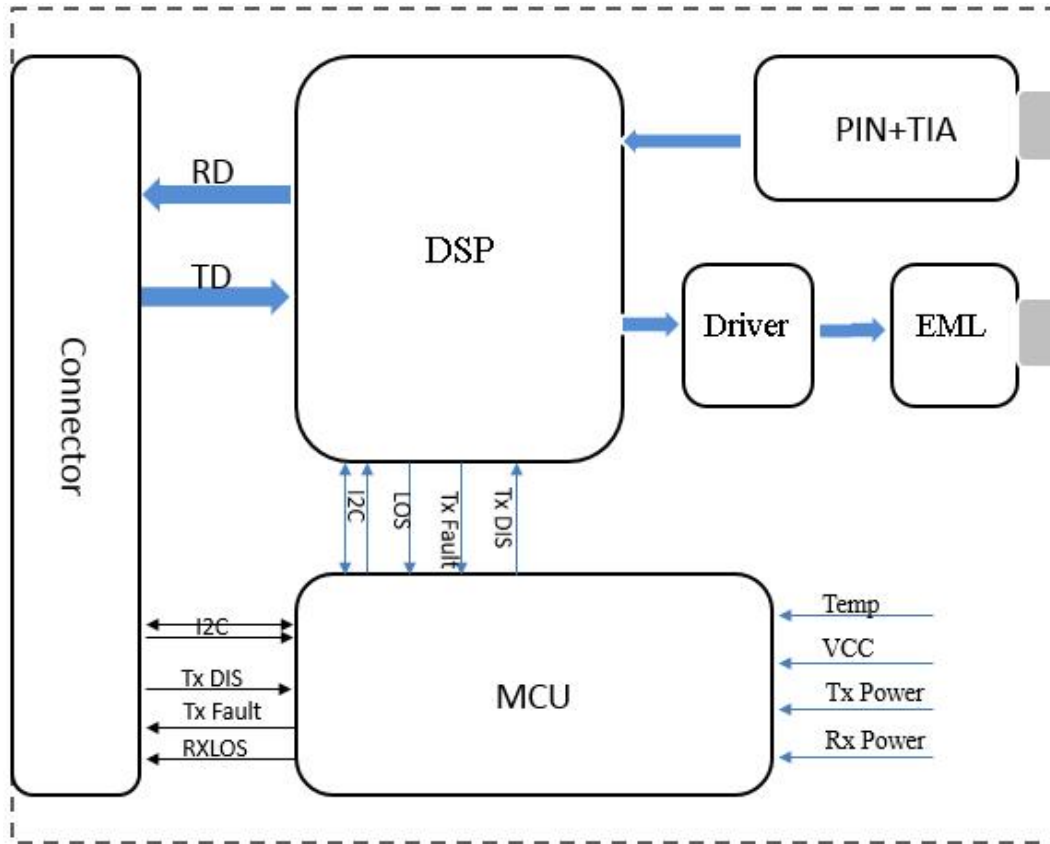 PIN+TIA
RD
DSP
TD
Driver
EML
Connector
I2C
LOS
Tx Fault
Tx DIS
Temp
I2C
VCC
Tx DIS
MCU
Tx Power
Tx Fault
Rx Power
RXLOS